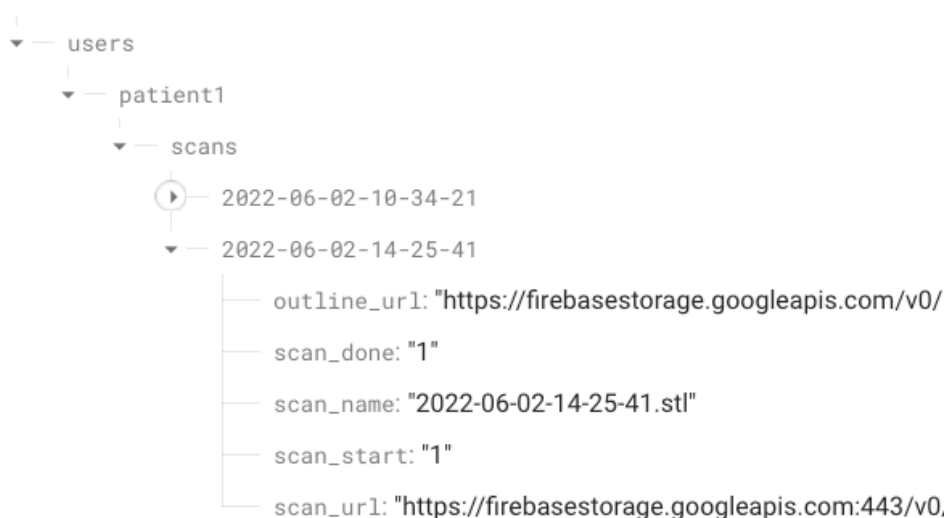 users
patient1
scans
2022-06-02-10-34-21
2022-06-02-14-25-41
outline_url: "https://firebasestorage.googleapis.com/v0/
scan_done: "1"
scan_name: "2022-06-02-14-25-41.stl"
scan_start: "1"
scan_url: "https://firebasestorage.googleapis.com:443/v0/